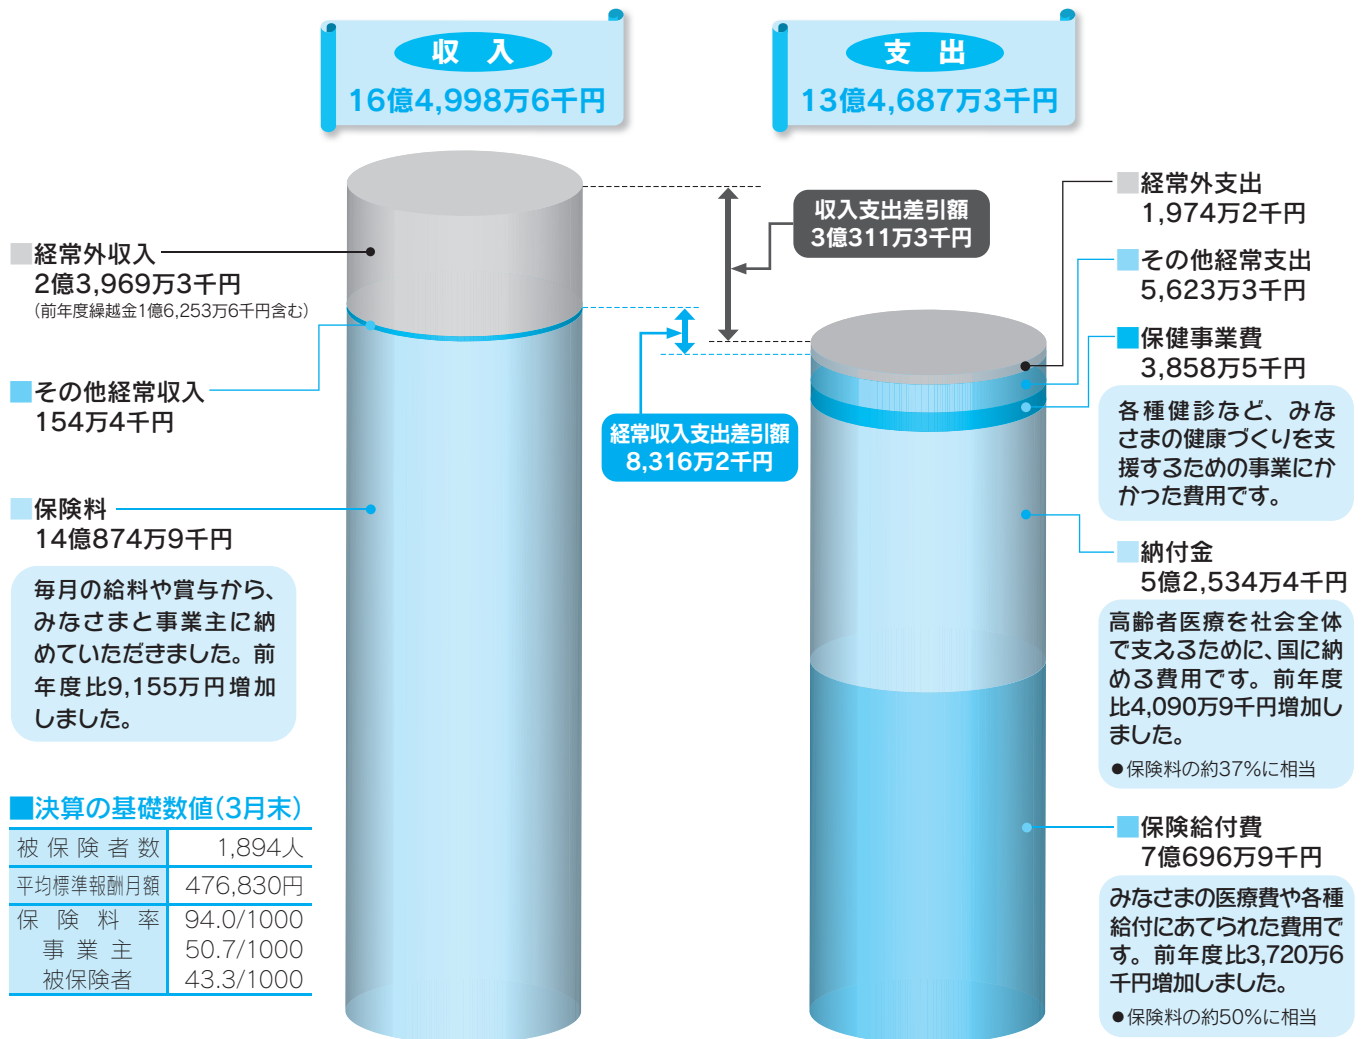 収入
16億4,998万6千円
支出
13億4,687万3千円
経常外収入
2億3,969万3千円
(前年度繰越金1億6,253万6千円含む)
その他経常収入
154万4千円
保険料
14億874万9千円
毎月の給料や賞与から、
みなさまと事業主に納
めていただきました。前
年度比9,155万円増加
しました。
収入支出差引額
3億311万3千円
経常収入支出差引額
8,316万2千円
経常外支出
1,974万2千円
その他経常支出
5,623万3千円
保健事業費
3,858万5千円
各種健診など、みな
さまの健康づくりを支
援するための事業にか
かった費用です。
納付金
5億2,534万4千円
高齢者医療を社会全体
で支えるために、国に納
める費用です。前年度
比4,090万9千円増加し
ました。
●保険料の約37%に相当
保険給付費
7億696万9千円
みなさまの医療費や各種
給付にあてられた費用で
す。前年度比3,720万6
千円増加しました。
●保険料の約50%に相当
■決算の基礎数値(3月末)
被保険者数 1,894人
平均標準報酬月額 476,830円
保険料率 94.0/1000
事業主 50.7/1000
被保険者 43.3/1000